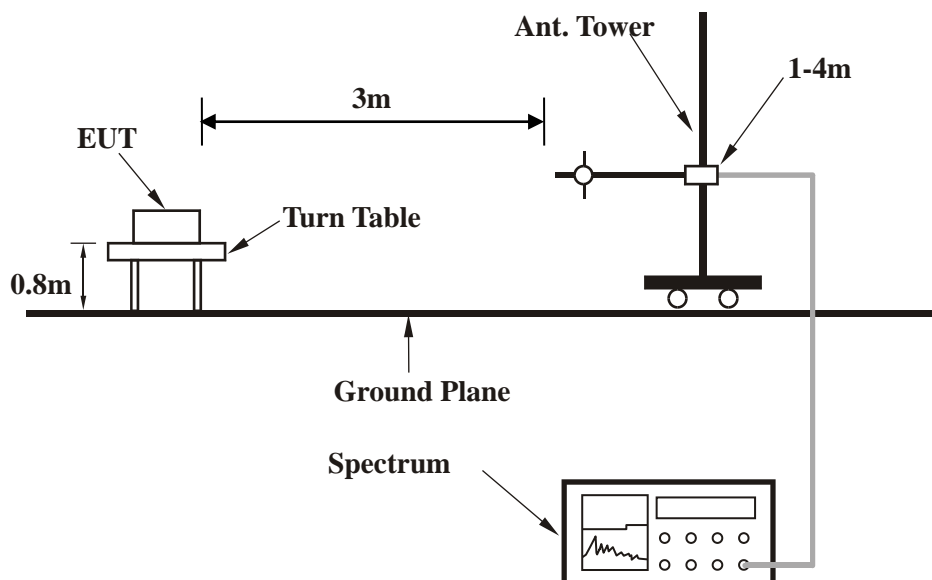 Ant. Tower
1-4m
3m
EUT
Turn Table
0.8m
Ground Plane
Spectrum